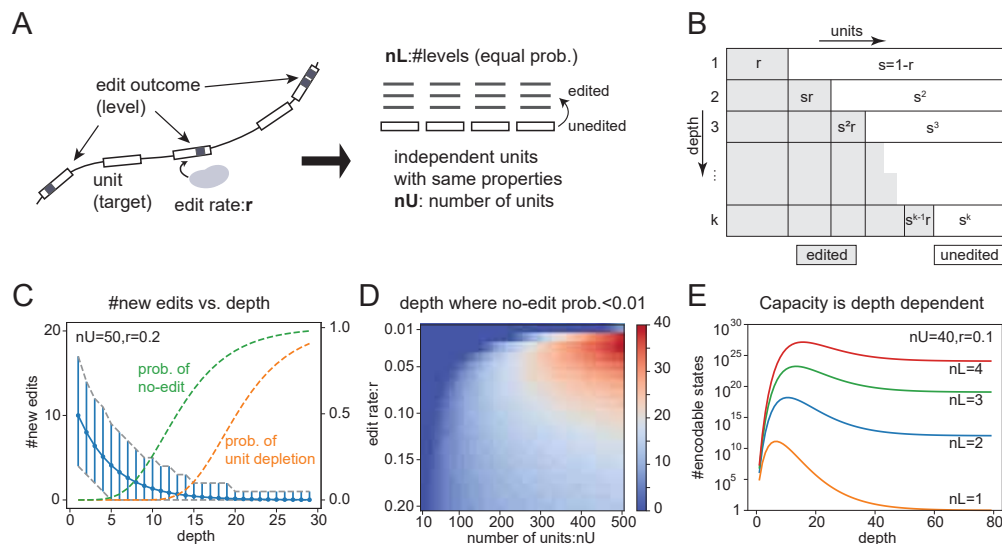 A
edit outcome
(level)
unit
(target)
edit rate:r
nL:#levels (equal prob.)
edited
unedited
independent units
with same properties
nU: number of units
B
units
depth
1
r
s=1-r
2
sr
s²
3
s²r
s³
⋮
k
sᵏ⁻¹r
sᵏ
edited
unedited
C
#new edits vs. depth
nU=50,r=0.2
prob. of
no-edit
prob. of
unit depletion
#new edits
20
10
0
1.0
0.5
0.0
0
5
10
15
20
25
30
depth
D
depth where no-edit prob.<0.01
edit rate:r
0.01
0.05
0.10
0.15
0.20
10
100
200
300
400
500
number of units:nU
40
30
20
10
0
E
Capacity is depth dependent
#encodable states
10³⁰
10²⁵
10²⁰
10¹⁵
10¹⁰
10⁵
1
nU=40,r=0.1
nL=4
nL=3
nL=2
nL=1
0
20
40
60
80
depth